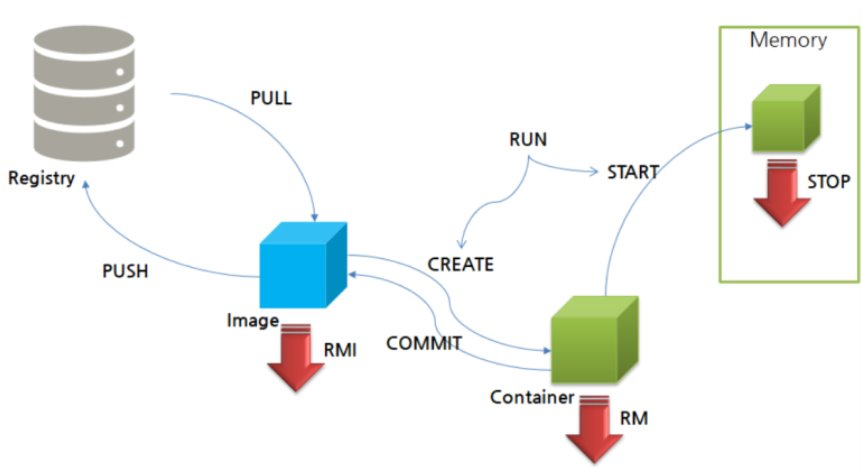 Memory
PULL
RUN
START
STOP
Registry
PUSH
CREATE
Image
RMI
COMMIT
Container
RM